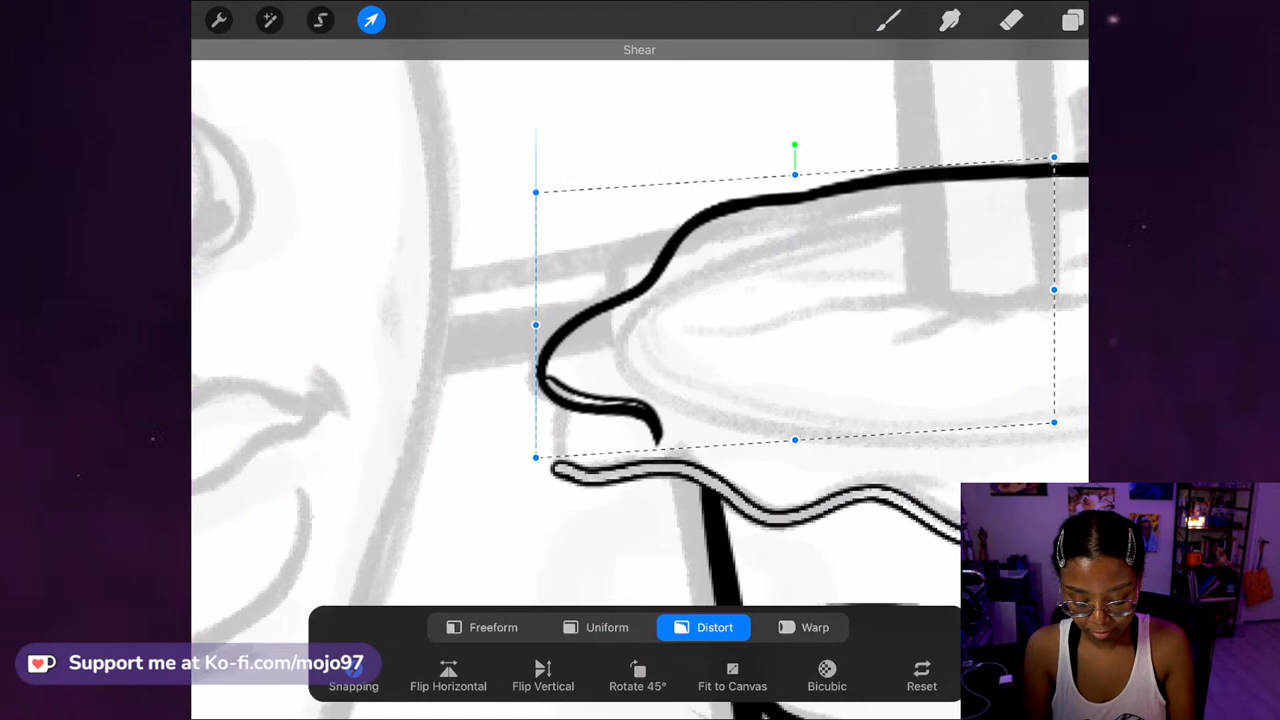 Shear
Freeform Uniform Distort Warp
Support me at Ko-fi.com/mojo97
Snapping Flip Horizontal Flip Vertical Rotate 45° Fit to Canvas Bicubic Reset